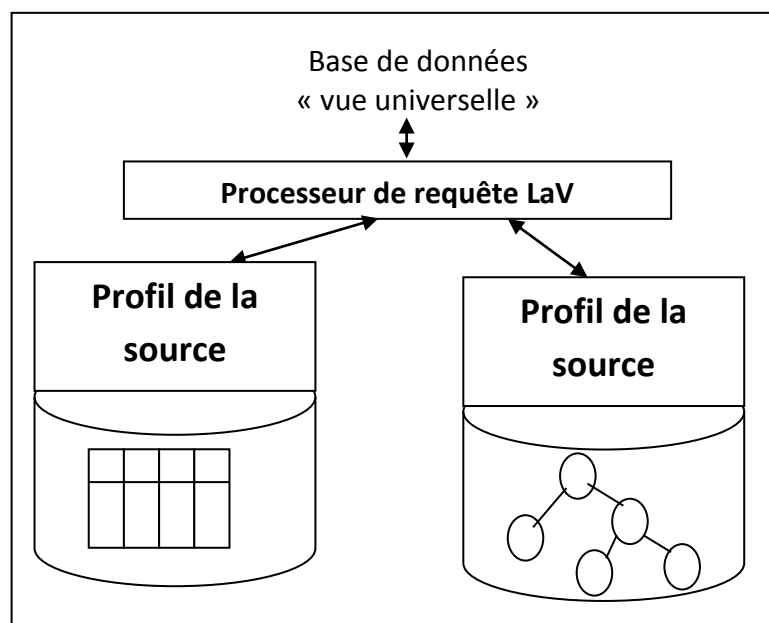 Base de données
« vue universelle »
Processeur de requête LaV
Profil de la
source
Profil de la
source